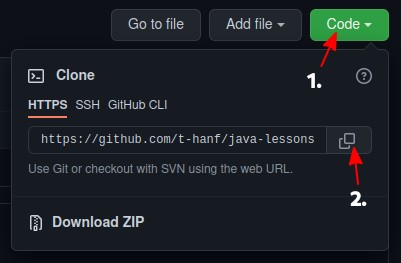 Go to file Add file Code
1.
Clone
HTTPS SSH GitHub CLI
https://github.com/t-hanf/java-lessons
2.
Use Git or checkout with SVN using the web URL.
Download ZIP